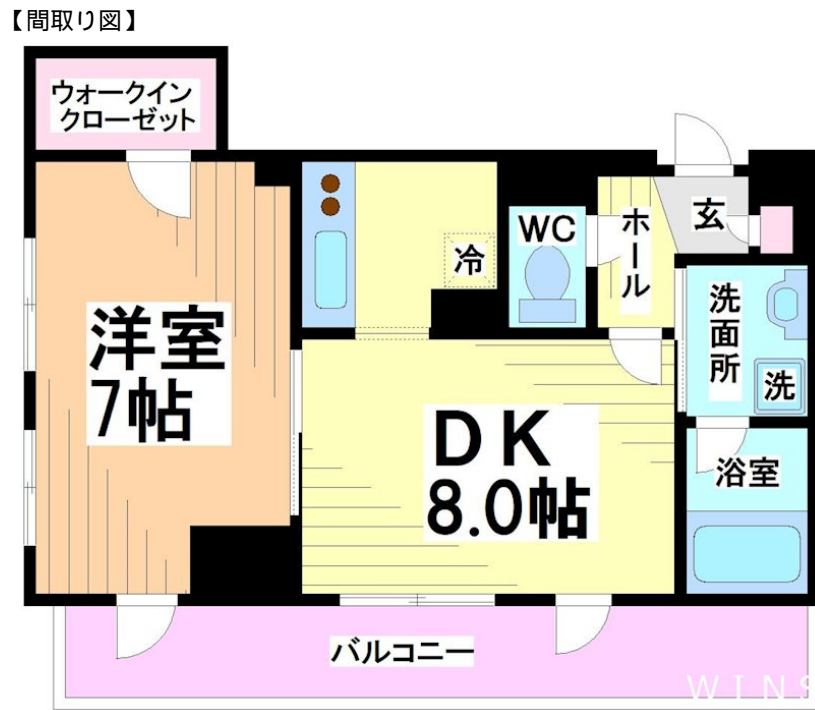 【間取り図】
ウォークイン
クローゼット
洋室
7帖
冷
WC
ホール
玄
洗面所
洗
DK
8.0帖
浴室
バルコニー
WINS